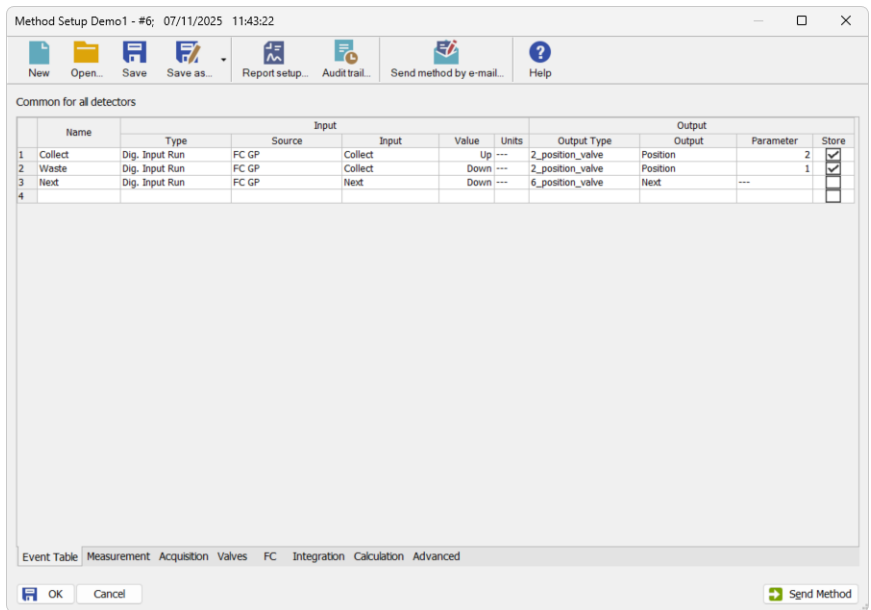 Method Setup Demo1 - #6; 07/11/2025 11:43:22
New Open... Save Save as... Report setup... Audit trail... Send method by e-mail... Help
Common for all detectors
Name Input Output
Type Source Input Value Units Output Type Output Parameter Store
1 Collect Dig. Input Run FC GP Collect Up --- 2_position_valve Position 2
2 Waste Dig. Input Run FC GP Collect Down --- 2_position_valve Position 1
3 Next Dig. Input Run FC GP Next Down --- 6_position_valve Next ---
4
Event Table Measurement Acquisition Valves FC Integration Calculation Advanced
OK Cancel Send Method